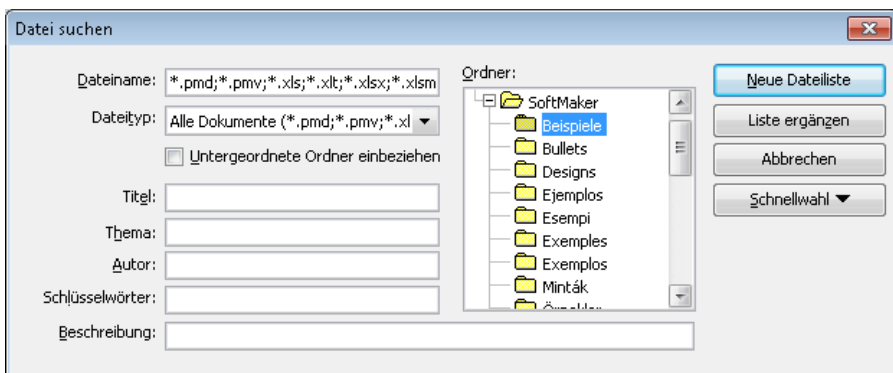 Datei suchen
Dateiname: *.pmd;*.pmv;*.xls;*.xlt;*.xlsx;*.xlsm
Dateityp: Alle Dokumente (*.pmd;*.pmv;*.xl
Untergeordnete Ordner einbeziehen
Titel:
Thema:
Autor:
Schlüsselwörter:
Beschreibung:
Ordner:
SoftMaker
Beispiele
Bullets
Designs
Ejemplos
Esempi
Exemples
Exemplos
Minták
Neue Dateiliste
Liste ergänzen
Abbrechen
Schnellwahl